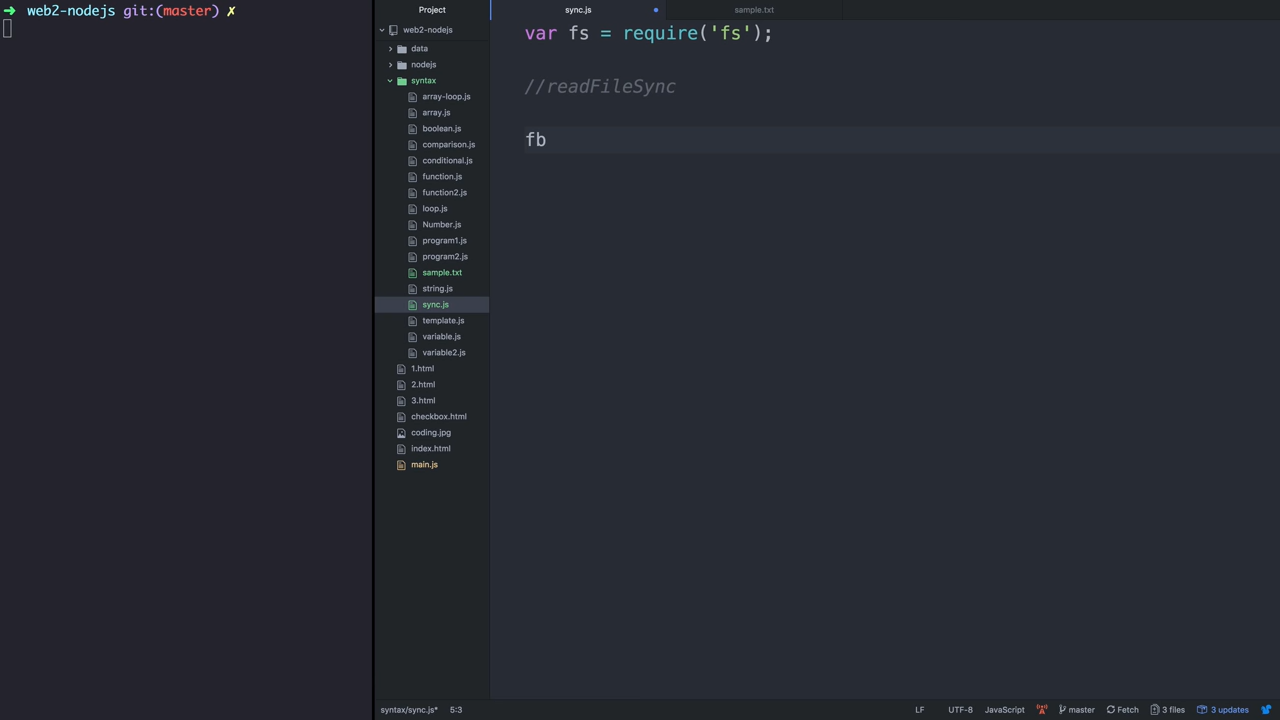 ➜ web2-nodejs git:(master) ✗
Project
web2-nodejs
data
nodejs
syntax
array-loop.js
array.js
boolean.js
comparison.js
conditional.js
function.js
function2.js
loop.js
Number.js
program1.js
program2.js
sample.txt
string.js
sync.js
template.js
variable.js
variable2.js
1.html
2.html
3.html
checkbox.html
coding.jpg
index.html
main.js
sync.js
sample.txt
var fs = require('fs');
//readFileSync
fb
syntax/sync.js* 5:3
LF UTF-8 JavaScript master Fetch 3 files 3 updates